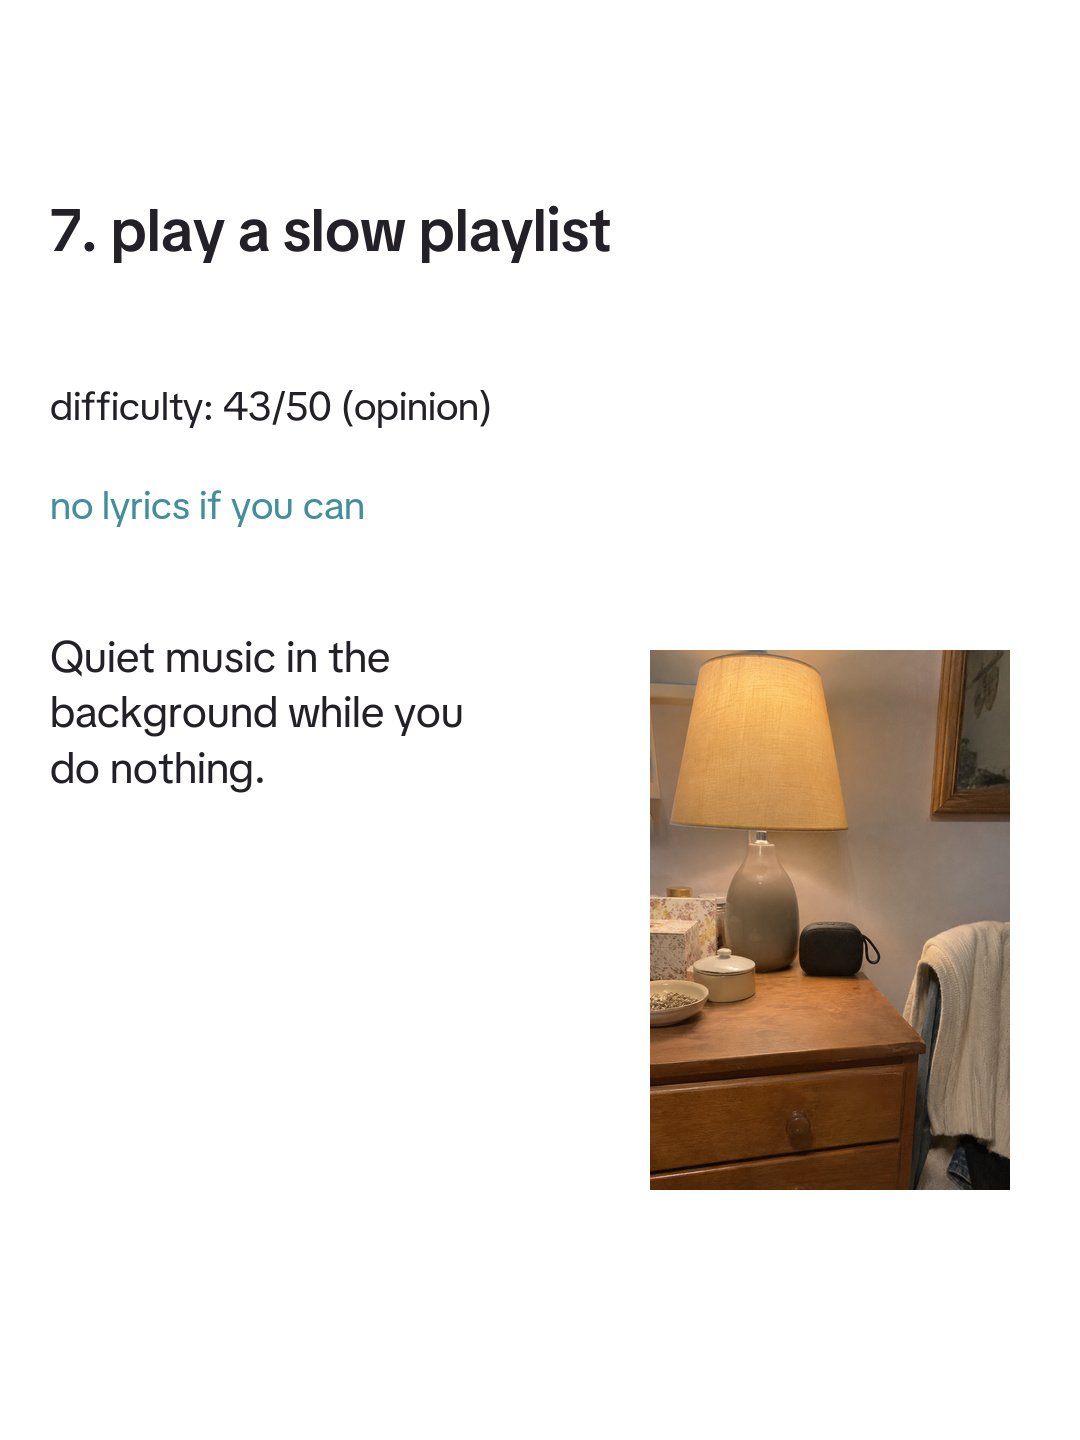 7. play a slow playlist
difficulty: 43/50 (opinion)
no lyrics if you can
Quiet music in the
background while you
do nothing.